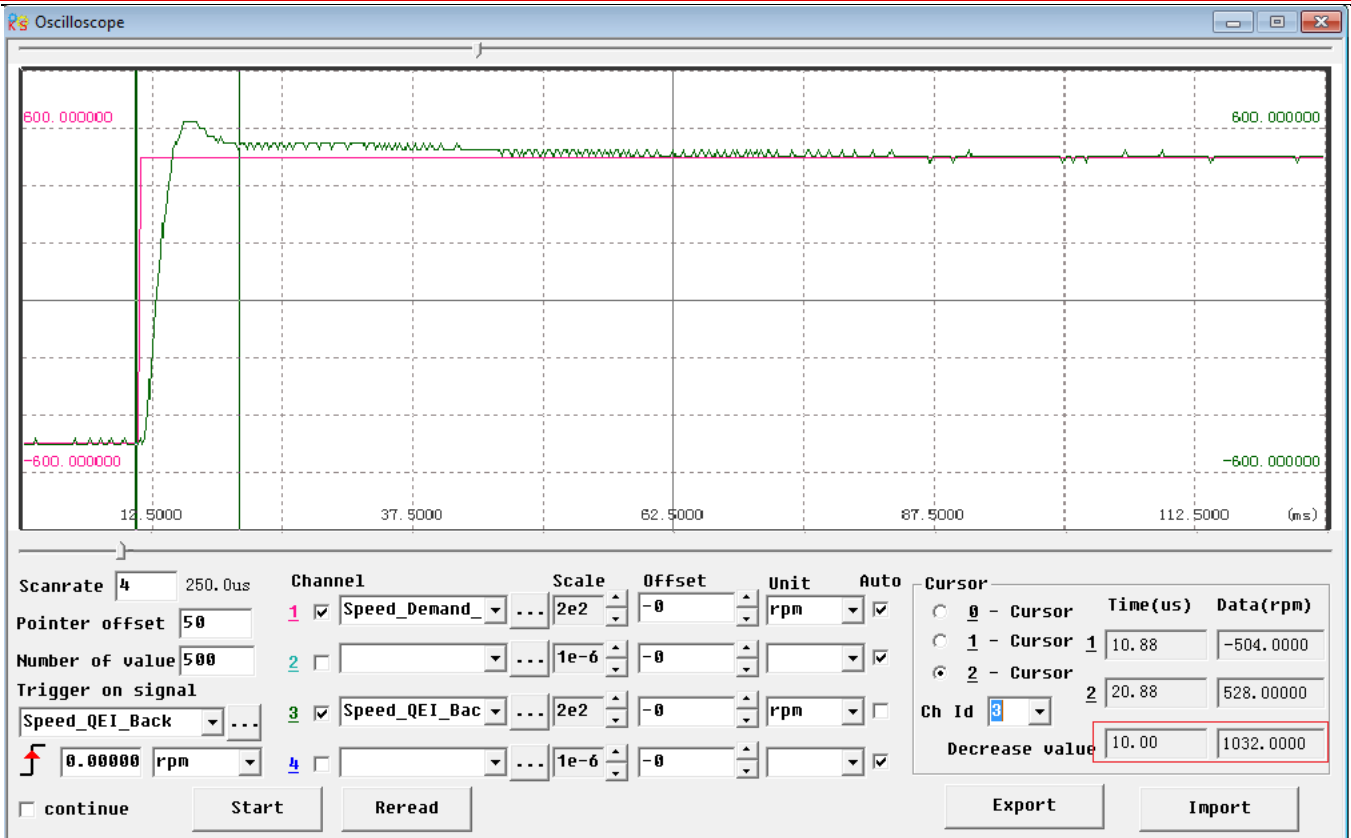 Oscilloscope
600.000000 600.000000
-600.000000 -600.000000
12.5000 37.5000 62.5000 87.5000 112.5000 (ms)
Scanrate 4 250.0us
Pointer offset 50
Number of value 500
Trigger on signal
Speed_QEI_Back ...
0.00000 rpm
continue Start Reread
Channel Scale Offset Unit Auto
1 Speed_Demand_ ... 2e2 -0 rpm
2 ... 1e-6 -0
3 Speed_QEI_Bac ... 2e2 -0 rpm
4 ... 1e-6 -0
Cursor
Time(us) Data(rpm)
0 - Cursor
1 - Cursor 1 10.88 -504.0000
2 - Cursor 2 20.88 528.00000
Ch Id 3
Decrease value 10.00 1032.0000
Export Import